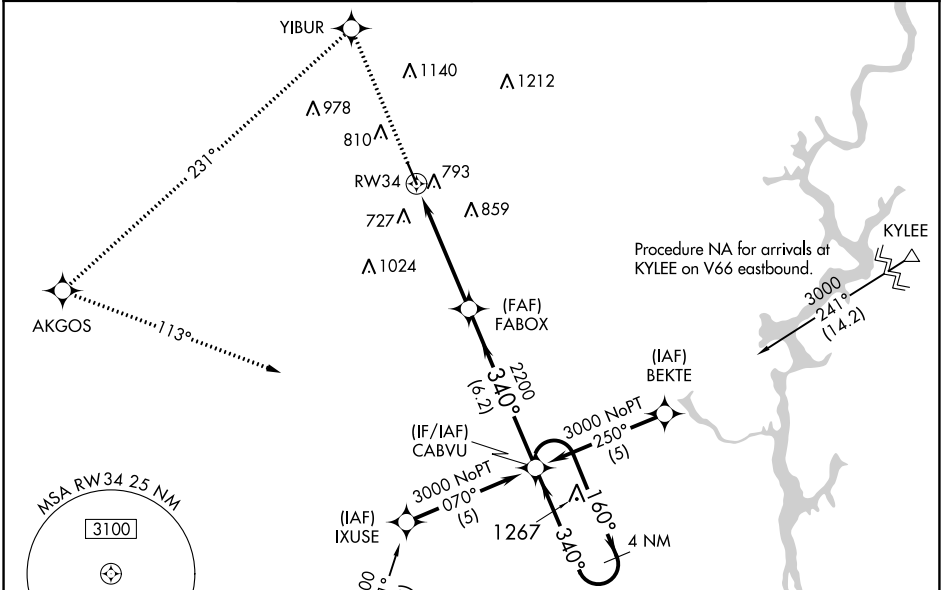 YIBUR
1140
1212
978
810
231°
RW34
793
727
859
1024
Procedure NA for arrivals at
KYLEE on V66 eastbound.
KYLEE
3000
241°
(14.2)
AKGOS
113°
(FAF)
FABOX
2200
340°
(6.2)
(IAF)
BEKTE
3000 NoPT
250°
(5)
(IF/IAF)
CABVU
3000 NoPT
070°
(5)
(IAF)
IXUSE
1267
160°
340°
4 NM
MSA RW34 25 NM
3100